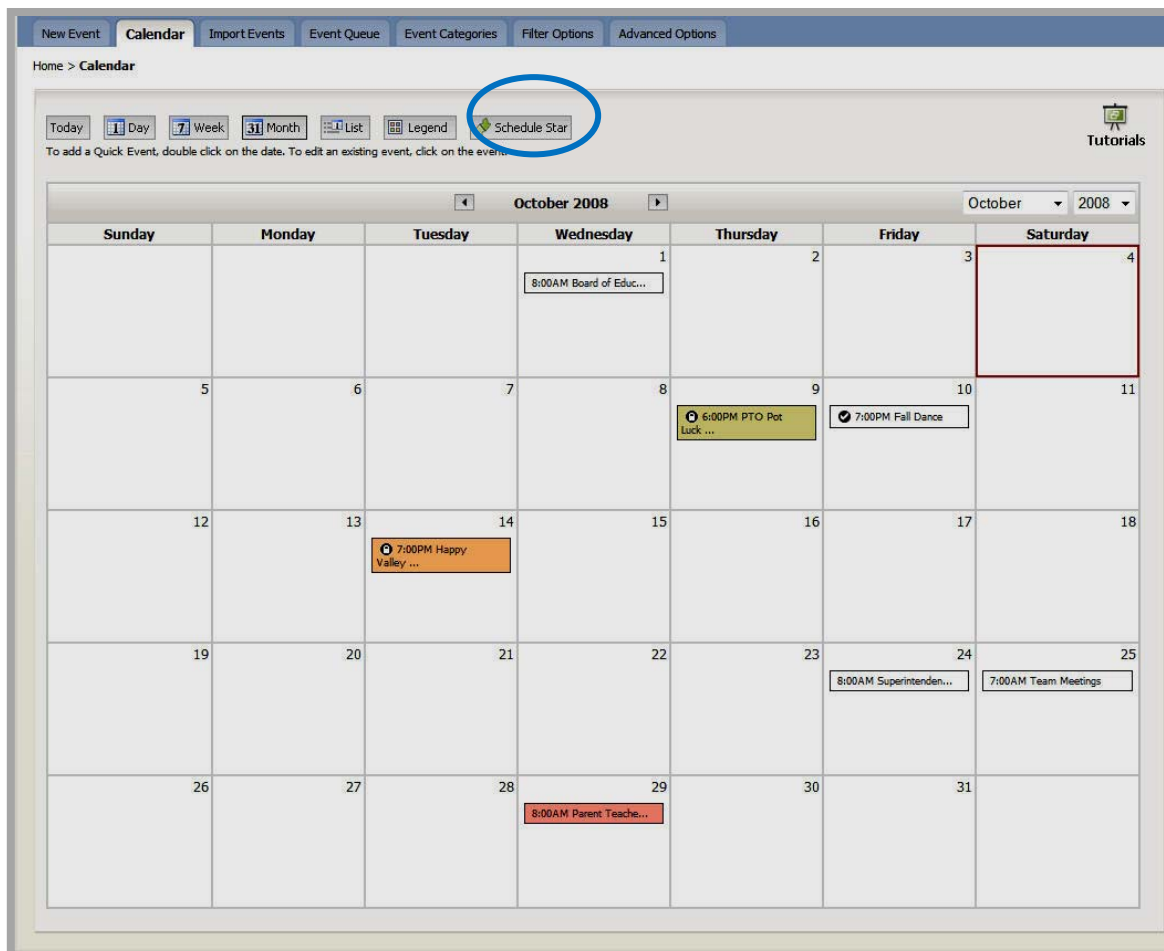 New Event Calendar Import Events Event Queue Event Categories Filter Options Advanced Options
Home > Calendar
Today 1 Day 7 Week 31 Month List Legend Schedule Star
Tutorials
To add a Quick Event, double click on the date. To edit an existing event, click on the event.
October 2008 October 2008
Sunday Monday Tuesday Wednesday Thursday Friday Saturday
1 2 3 4
8:00AM Board of Educ...
5 6 7 8 9 10 11
6:00PM PTO Pot
Luck ...
7:00PM Fall Dance
12 13 14 15 16 17 18
7:00PM Happy
Valley ...
19 20 21 22 23 24 25
8:00AM Superintenden... 7:00AM Team Meetings
26 27 28 29 30 31
8:00AM Parent Teache...